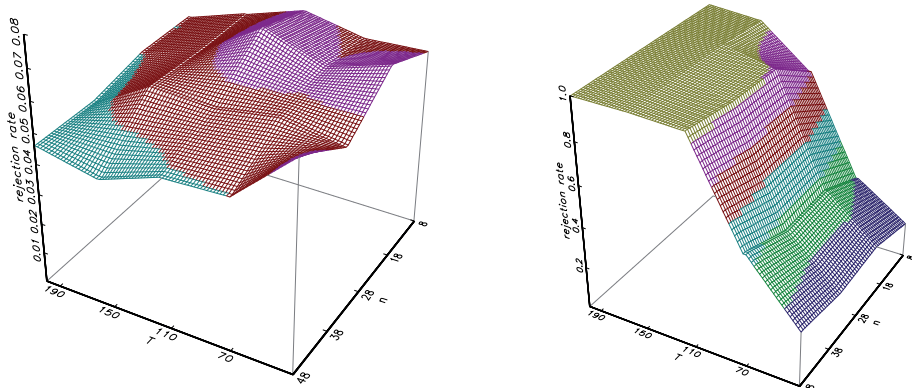 rejection rate
0.01 0.02 0.03 0.04 0.05 0.06 0.07 0.08
190 150 110 70
T
48 38 28 18 8
n
rejection rate
0.2 0.4 0.6 0.8 1.0
190 150 110 70
T
38 28 18
n